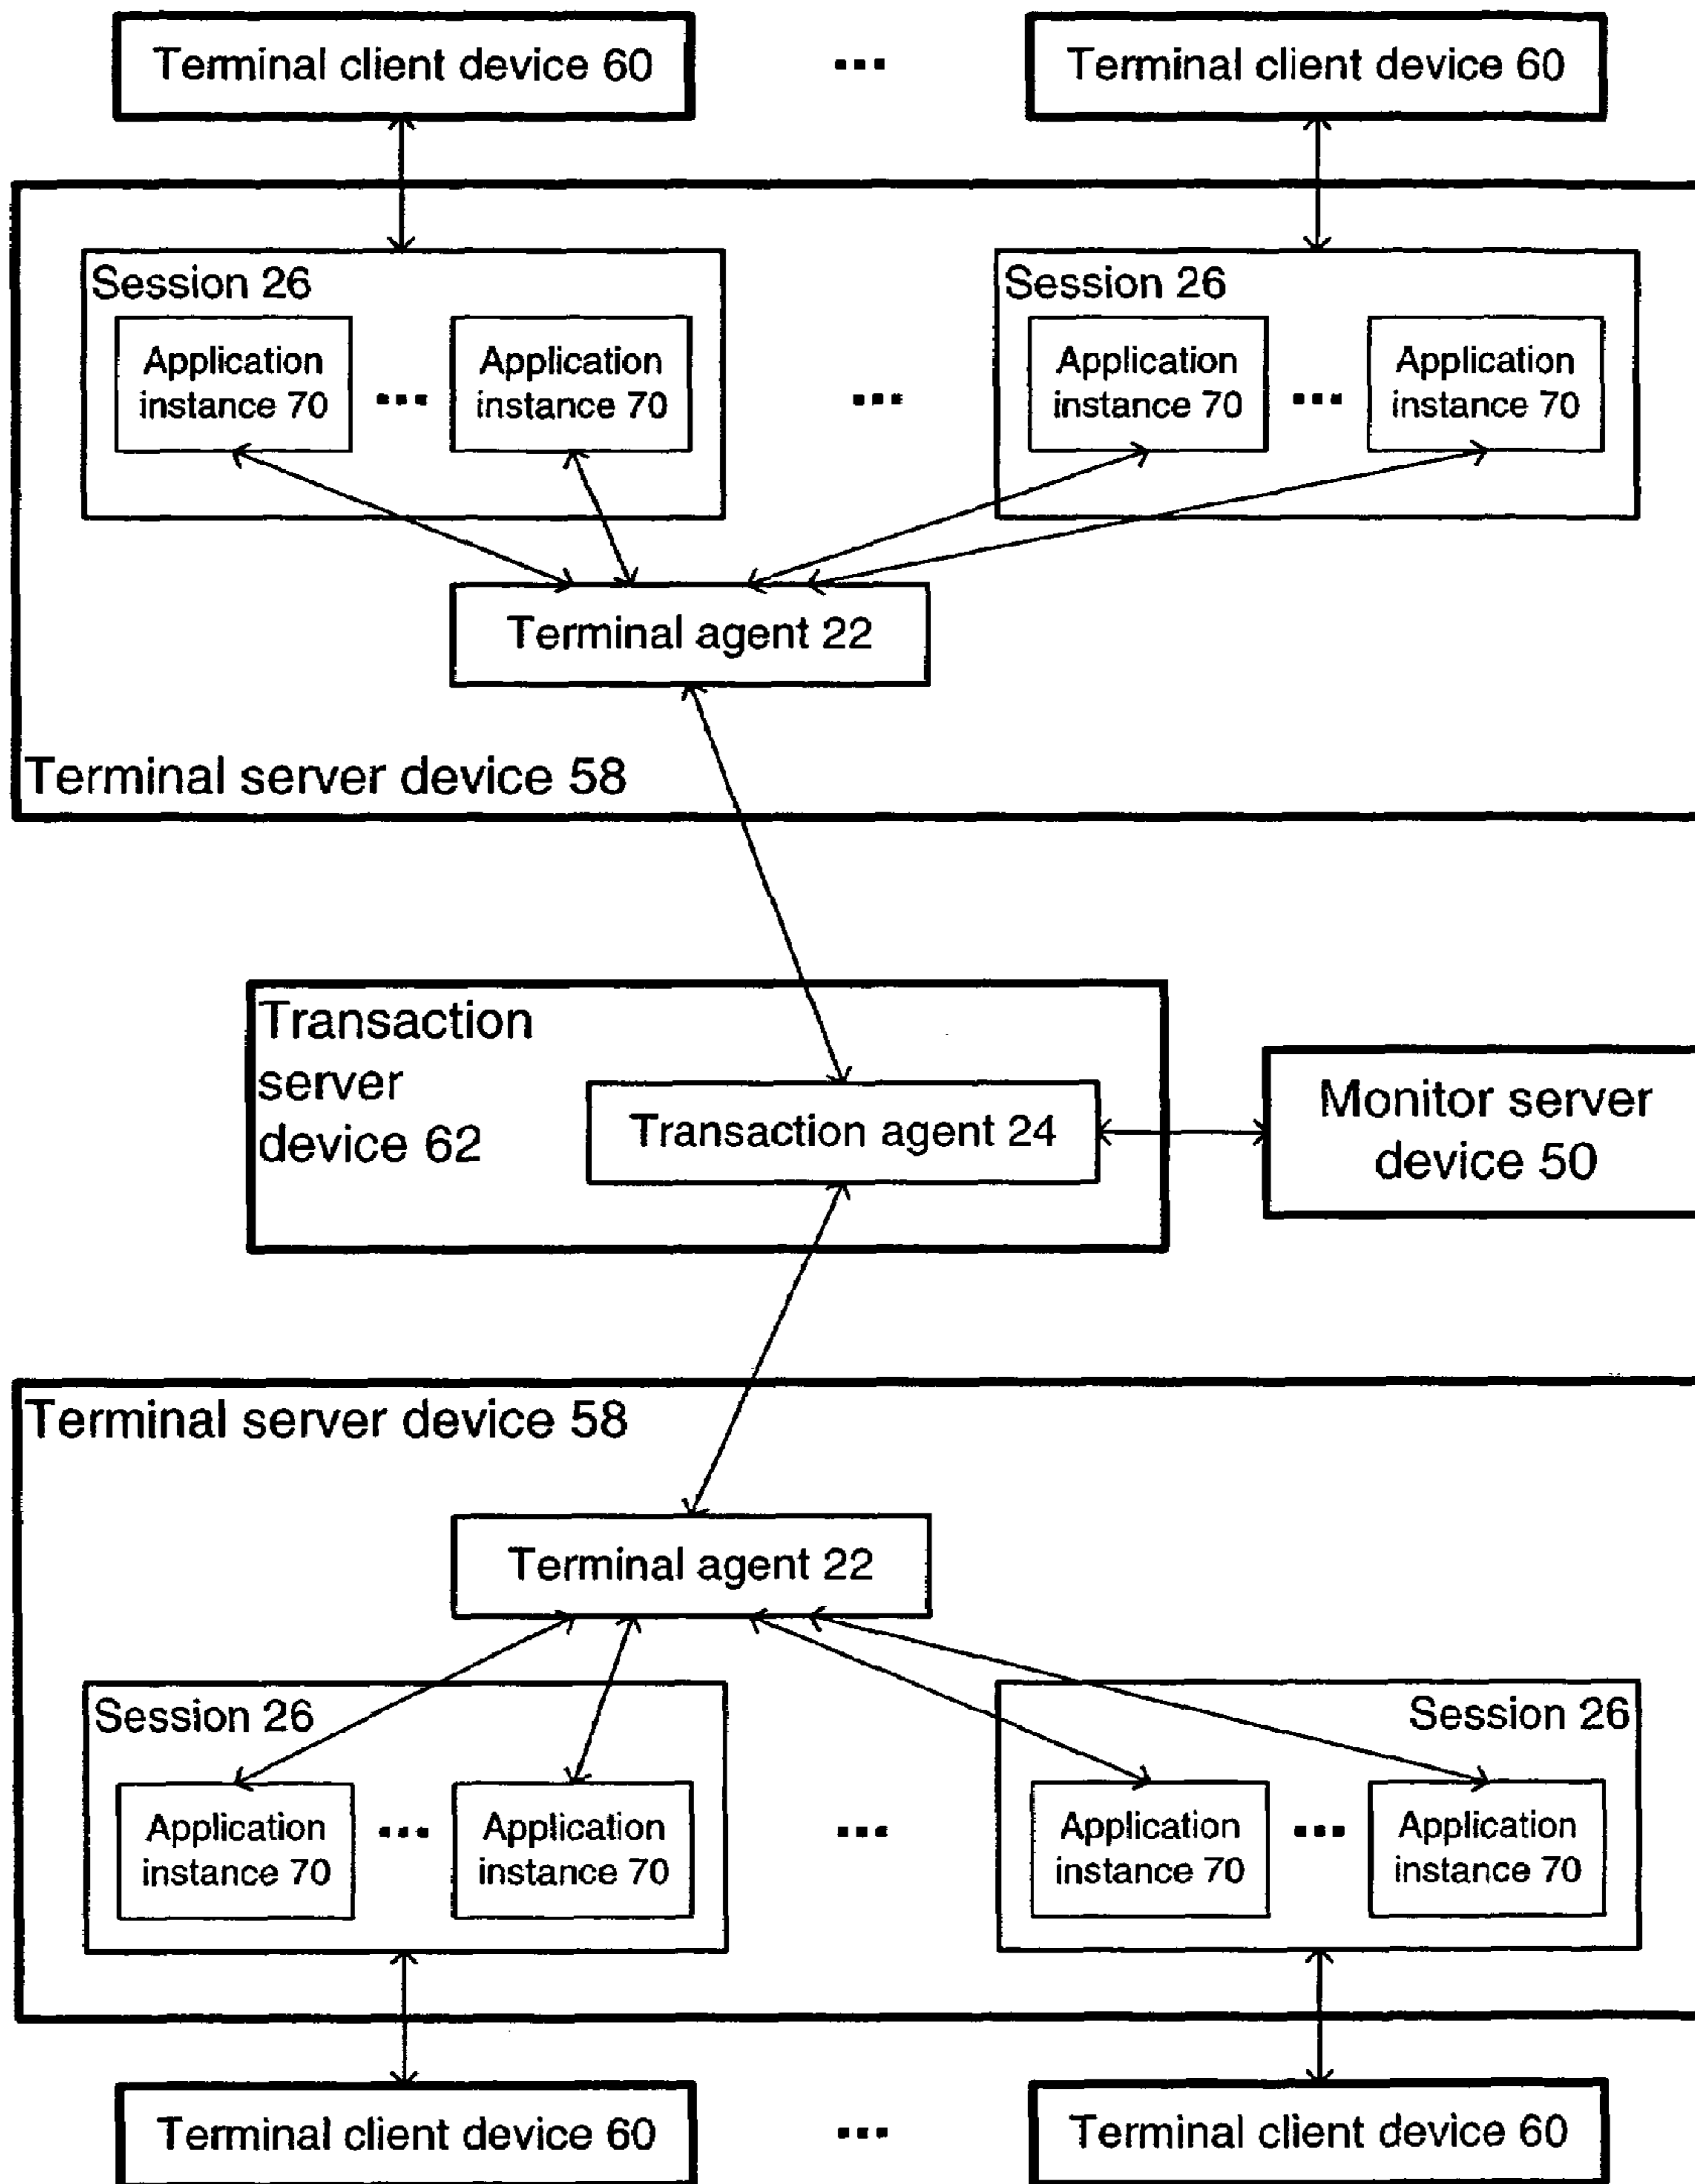 Terminal client device 60 ... Terminal client device 60
Session 26
Session 26
Application
instance 70
...
Application
instance 70
...
Application
instance 70
...
Application
instance 70
Terminal agent 22
Terminal server device 58
Transaction
server
device 62
Transaction agent 24
Monitor server
device 50
Terminal server device 58
Terminal agent 22
Session 26
Session 26
Application
instance 70
...
Application
instance 70
...
Application
instance 70
...
Application
instance 70
Terminal client device 60 ... Terminal client device 60